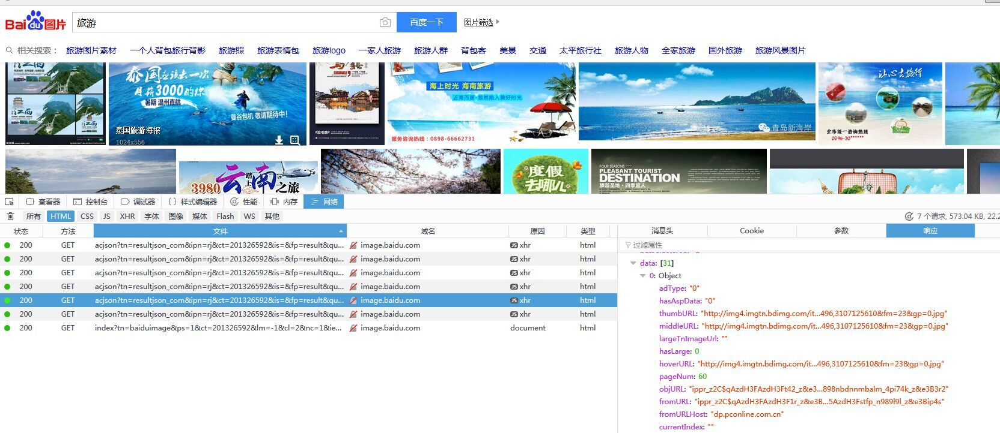 Bai du 图片
旅游
百度一下
图片筛选
相关搜索： 旅游图片素材 一个人背包旅行背影 旅游照 旅游表情包 旅游logo 一家人旅游 旅游人群 背包客 美景 交通 太平旅行社 旅游人物 全家旅游 国外旅游 旅游风景图片
泰国应该去一次
月薪3000的你
暑期 温州直航
曼谷包机 敬请期待中!
泰国旅游海报
1024x556
海上时光 海南旅游
近海而居·忽然陷入美好时光
服务咨询热线：0898-66662731
青岛新海岸
让心去旅行
全市统一咨询热线
0746-20******
3980
云南
踏上
之旅
度假
去哪儿
FOUR SEASONS >>>
PLEASANT TOURIST
DESTINATION
旅游圣地·四季宜人
查看器 控制台 调试器 {} 样式编辑器 性能 内存 网络
所有 HTML CSS JS XHR 字体 图像 媒体 Flash WS 其他
7 个请求, 573.04 KB, 22.2
状态 方法 文件 域名 原因 类型
消息头 Cookie 参数 响应
200 GET acjson?tn=resultjson_com&ipn=rj&ct=201326592&is=&fp=result&qu... image.baidu.com JS xhr html
200 GET acjson?tn=resultjson_com&ipn=rj&ct=201326592&is=&fp=result&qu... image.baidu.com JS xhr html
200 GET acjson?tn=resultjson_com&ipn=rj&ct=201326592&is=&fp=result&qu... image.baidu.com JS xhr html
200 GET acjson?tn=resultjson_com&ipn=rj&ct=201326592&is=&fp=result&qu... image.baidu.com JS xhr html
200 GET acjson?tn=resultjson_com&ipn=rj&ct=201326592&is=&fp=result&qu... image.baidu.com JS xhr html
200 GET acjson?tn=resultjson_com&ipn=rj&ct=201326592&is=&fp=result&qu... image.baidu.com JS xhr html
200 GET index?tn=baiduimage&ps=1&ct=201326592&lm=-1&cl=2&nc=1&ie... image.baidu.com document html
过滤属性
data: [31]
0: Object
adType: "0"
hasAspData: "0"
thumbURL: "http://img4.imgtn.bdimg.com/it...496,3107125610&fm=23&gp=0.jpg"
middleURL: "http://img4.imgtn.bdimg.com/it...496,3107125610&fm=23&gp=0.jpg"
largeTnImageUrl: ""
hasLarge: 0
hoverURL: "http://img4.imgtn.bdimg.com/it...496,3107125610&fm=23&gp=0.jpg"
pageNum: 60
objURL: "ippr_z2C$qAzdH3FAzdH3Ft42_z&e3...898nbdnnmbalm_4pi74k_z&e3B3r2"
fromURL: "ippr_z2C$qAzdH3FAzdH3F1r_z&e3B...5AzdH3Fstfp_n989l9l_z&e3Bip4s"
fromURLHost: "dp.pconline.com.cn"
currentIndex: ""